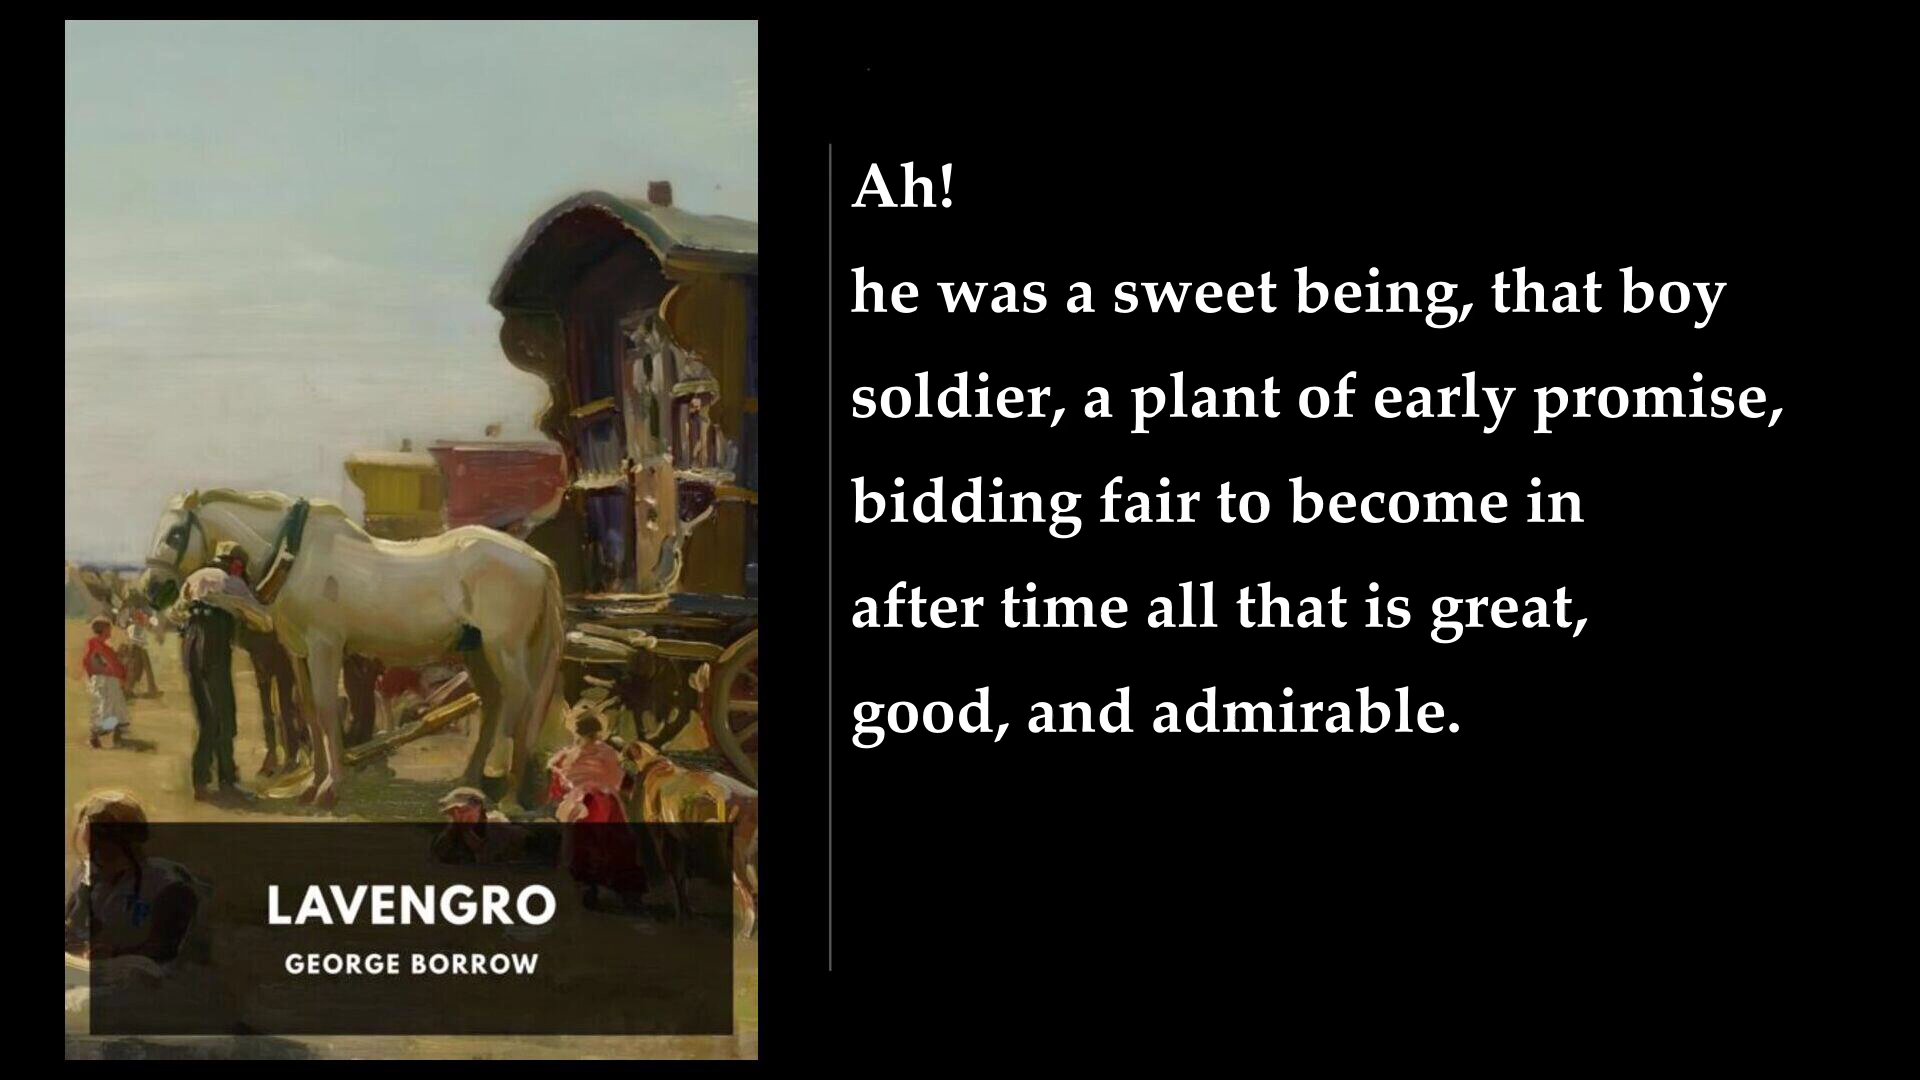 Ah!
he was a sweet being, that boy
soldier, a plant of early promise,
bidding fair to become in
after time all that is great,
good, and admirable.
LAVENGRO
GEORGE BORROW